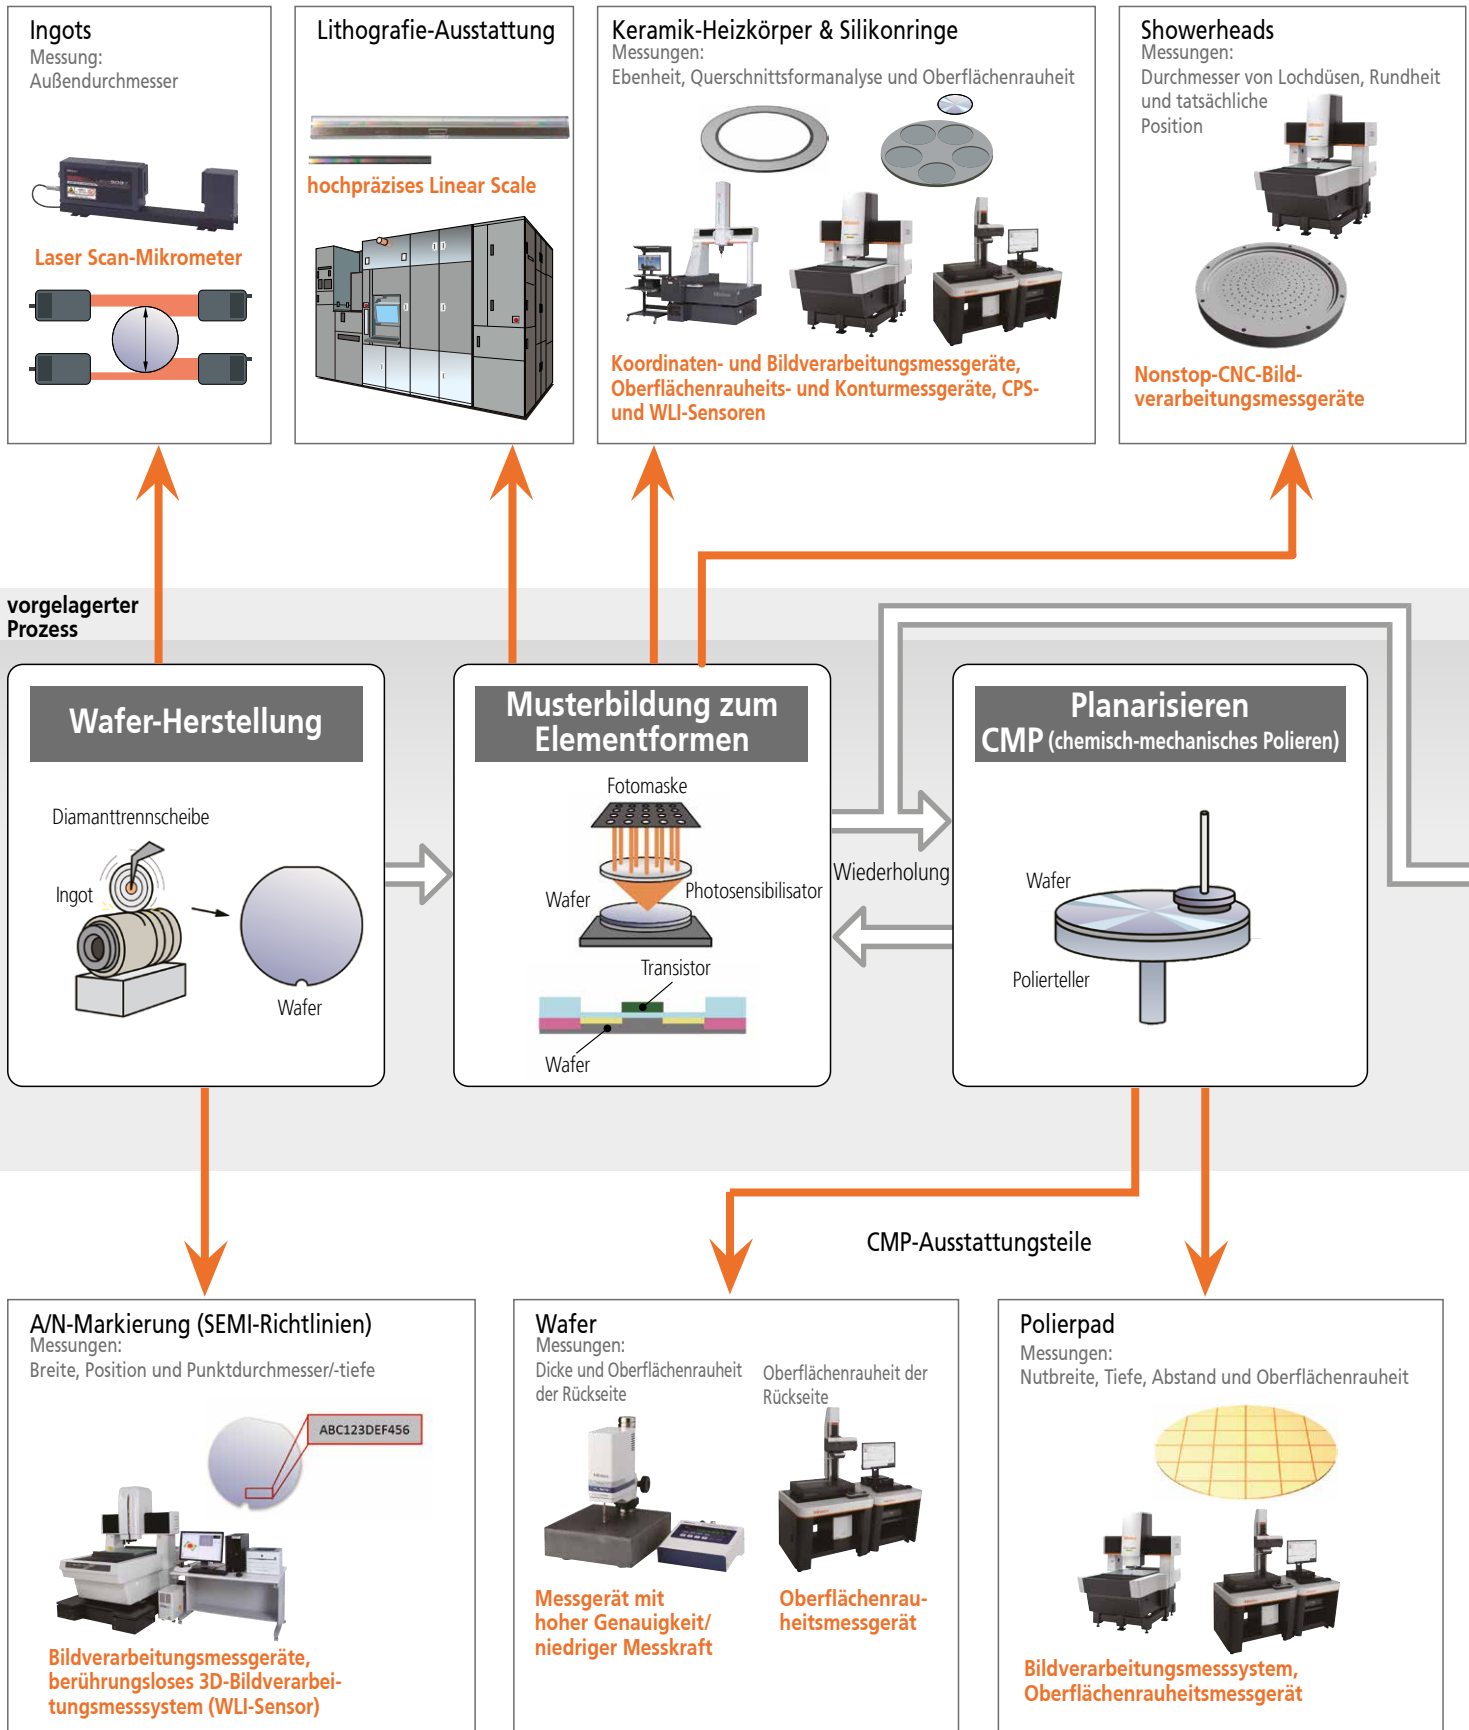 Ingots
Messung:
Außendurchmesser
Laser Scan-Mikrometer
Lithografie-Ausstattung
hochpräzises Linear Scale
Keramik-Heizkörper & Silikonringe
Messungen:
Ebenheit, Querschnittsformanalyse und Oberflächenrauheit
Koordinaten- und Bildverarbeitungsmessgeräte,
Oberflächenrauheits- und Konturmessgeräte, CPS-
und WLI-Sensoren
Showerheads
Messungen:
Durchmesser von Lochdüsen, Rundheit
und tatsächliche
Position
Nonstop-CNC-Bild-
verarbeitungsmessgeräte
vorgelagerter
Prozess
Wafer-Herstellung
Diamanttrennscheibe
Ingot
Wafer
Musterbildung zum
Elementformen
Fotomaske
Wafer
Photosensibilisator
Transistor
Wafer
Wiederholung
Planarisieren
CMP (chemisch-mechanisches Polieren)
Wafer
Polierteller
CMP-Ausstattungsteile
A/N-Markierung (SEMI-Richtlinien)
Messungen:
Breite, Position und Punktdurchmesser/-tiefe
ABC123DEF456
Bildverarbeitungsmessgeräte,
berührungsloses 3D-Bildverarbei-
tungsmesssystem (WLI-Sensor)
Wafer
Messungen:
Dicke und Oberflächenrauheit
der Rückseite
Oberflächenrauheit der
Rückseite
Messgerät mit
hoher Genauigkeit/
niedriger Messkraft
Oberflächenrau-
heitsmessgerät
Polierpad
Messungen:
Nutbreite, Tiefe, Abstand und Oberflächenrauheit
Bildverarbeitungsmesssystem,
Oberflächenrauheitsmessgerät